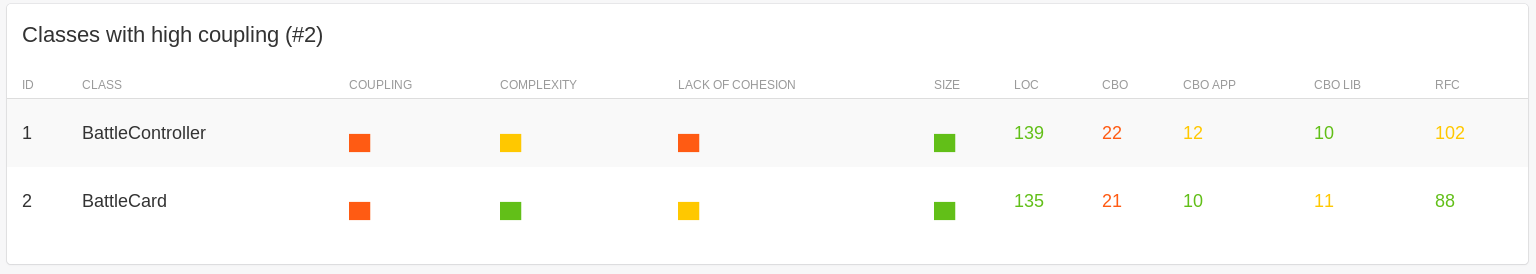 Classes with high coupling (#2)
ID CLASS COUPLING COMPLEXITY LACK OF COHESION SIZE LOC CBO CBO APP CBO LIB RFC
1 BattleController 139 22 12 10 102
2 BattleCard 135 21 10 11 88